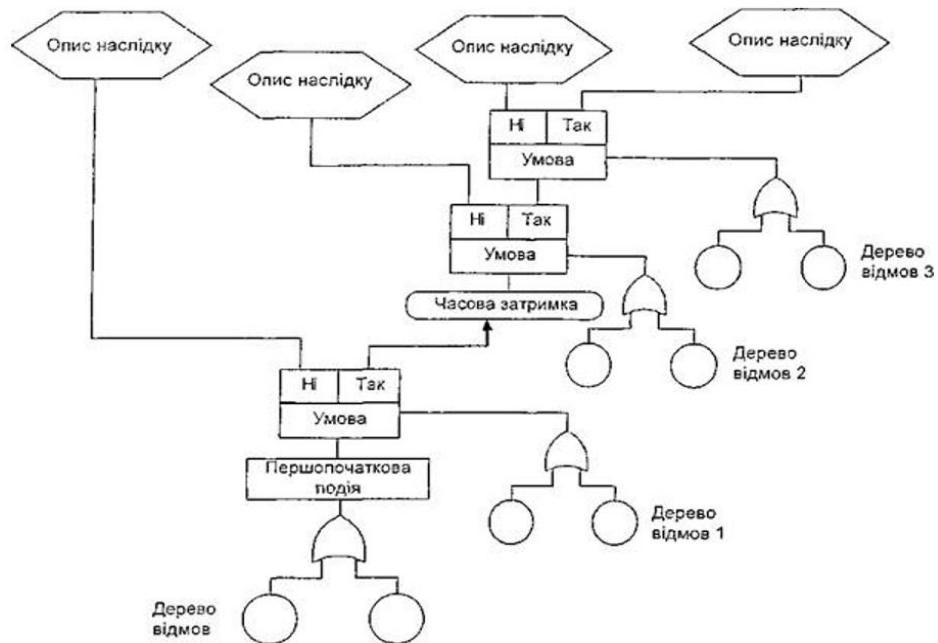 Опис наслідку
Опис наслідку
Опис наслідку
Опис наслідку
Ні
Так
Умова
Ні
Так
Умова
Дерево
відмов 3
Часова затримка
Дерево
відмов 2
Ні
Так
Умова
Першопочаткова
подія
Дерево
відмов 1
Дерево
відмов